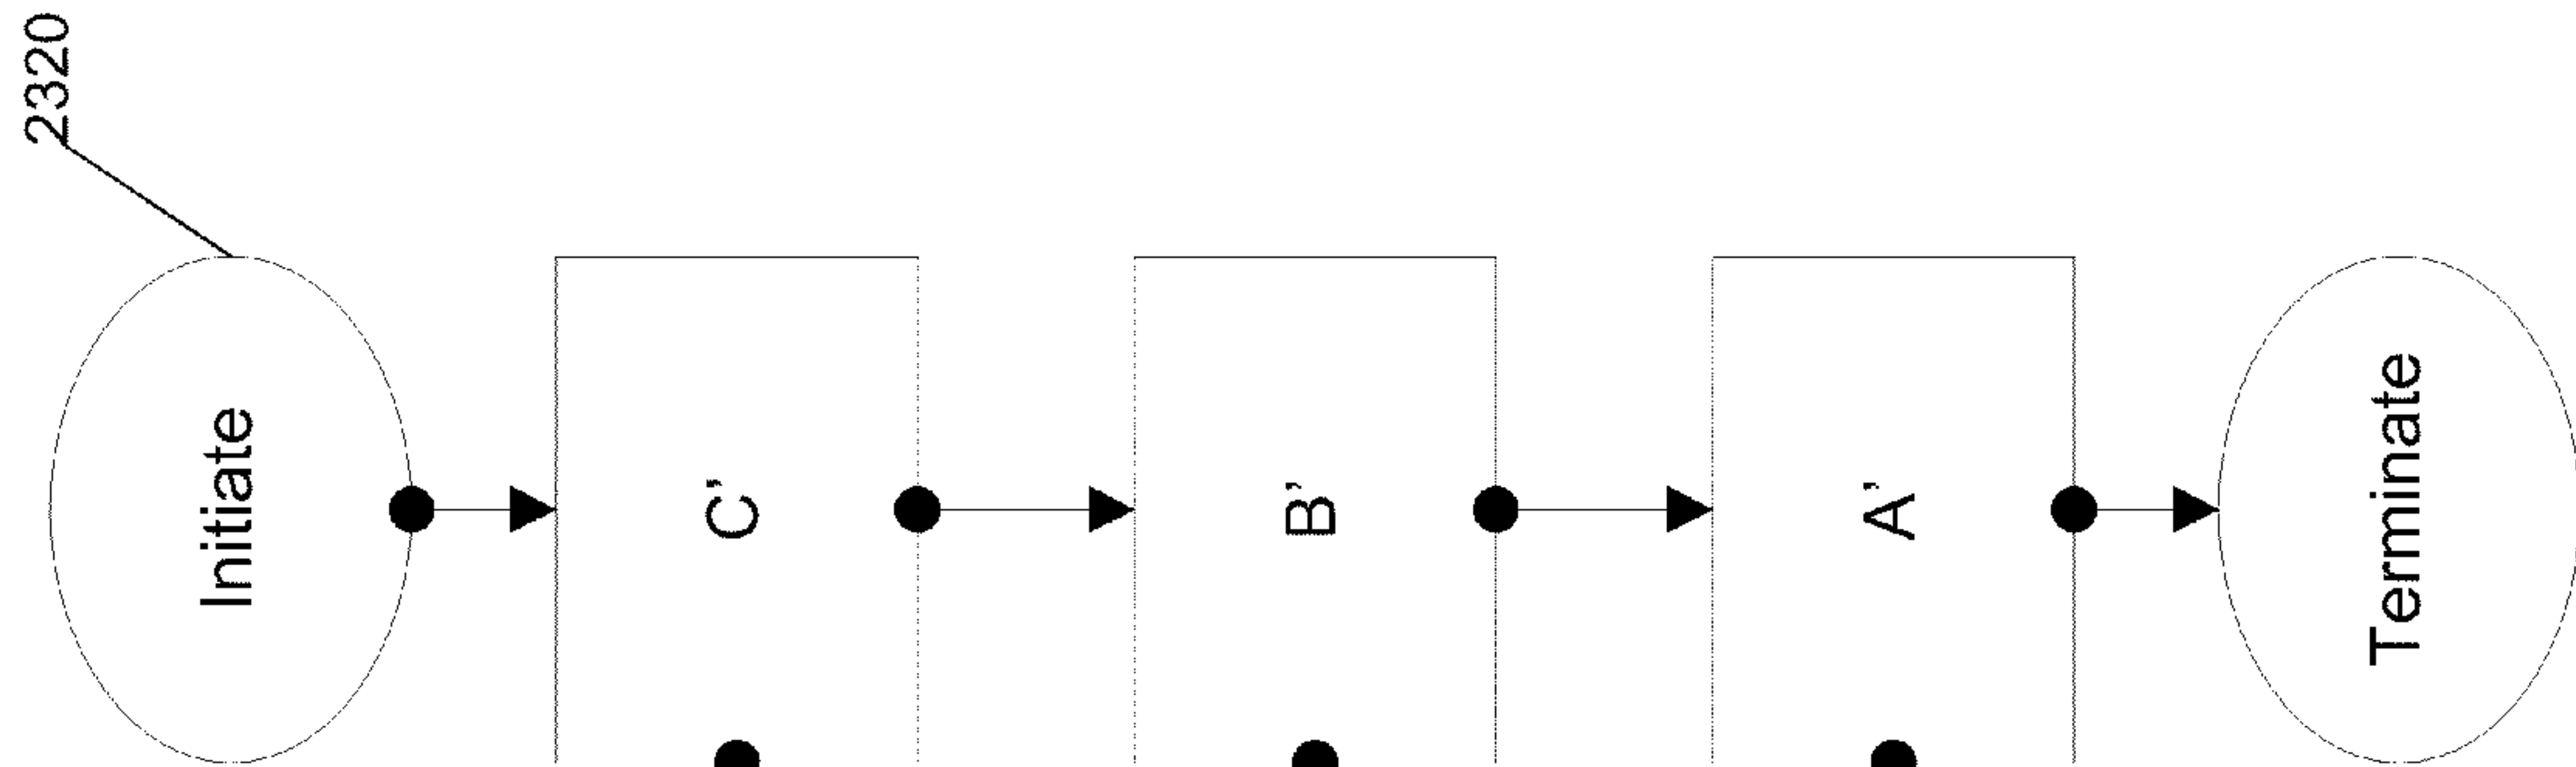 2320
Initiate
C’
B’
A’
Terminate